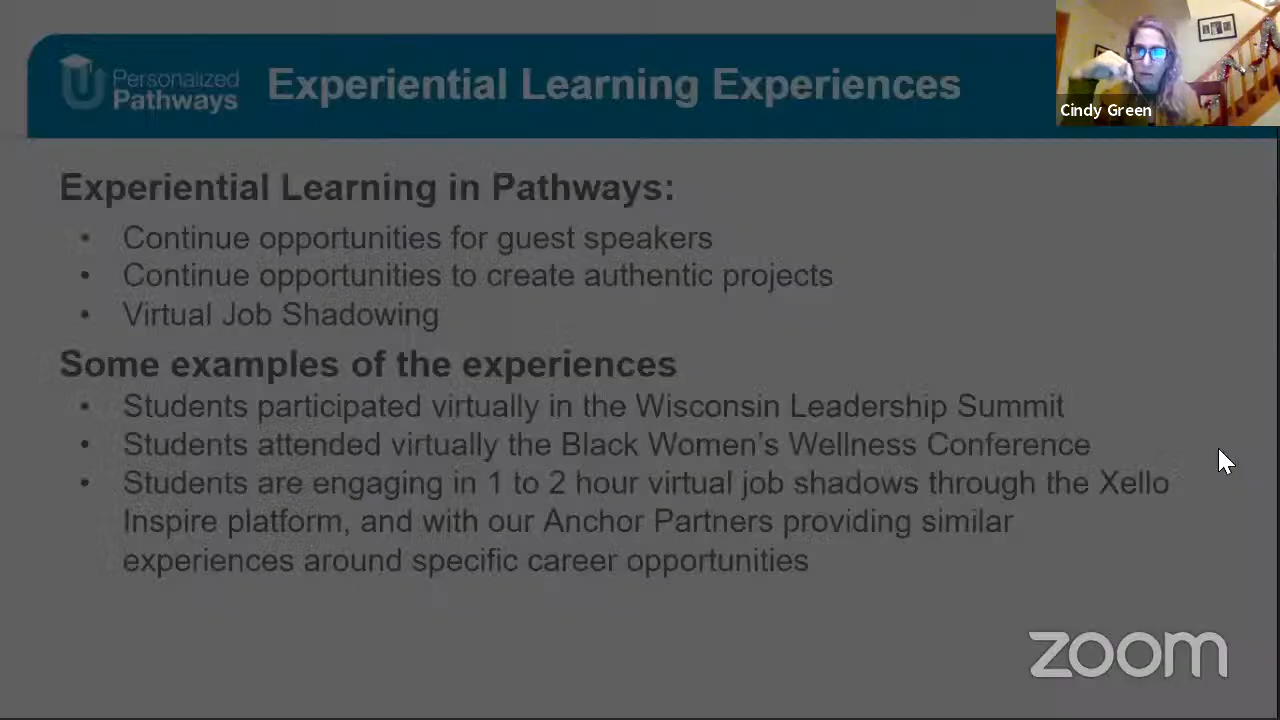 Personalized
Pathways
Experiential Learning Experiences
Cindy Green
Experiential Learning in Pathways:
• Continue opportunities for guest speakers
• Continue opportunities to create authentic projects
• Virtual Job Shadowing
Some examples of the experiences
• Students participated virtually in the Wisconsin Leadership Summit
• Students attended virtually the Black Women's Wellness Conference
• Students are engaging in 1 to 2 hour virtual job shadows through the Xello
Inspire platform, and with our Anchor Partners providing similar
experiences around specific career opportunities
zoom